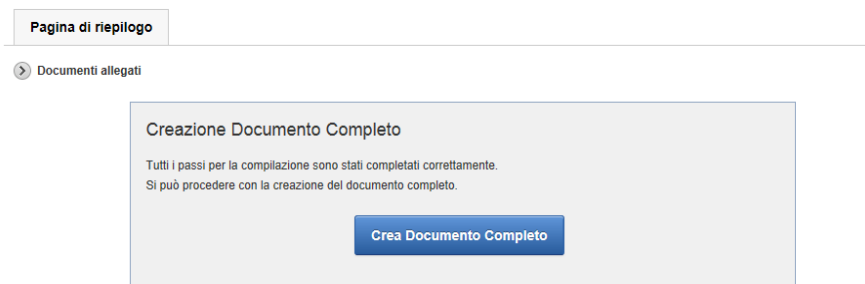 Pagina di riepilogo
Documenti allegati
Creazione Documento Completo
Tutti i passi per la compilazione sono stati completati correttamente.
Si può procedere con la creazione del documento completo.
Crea Documento Completo